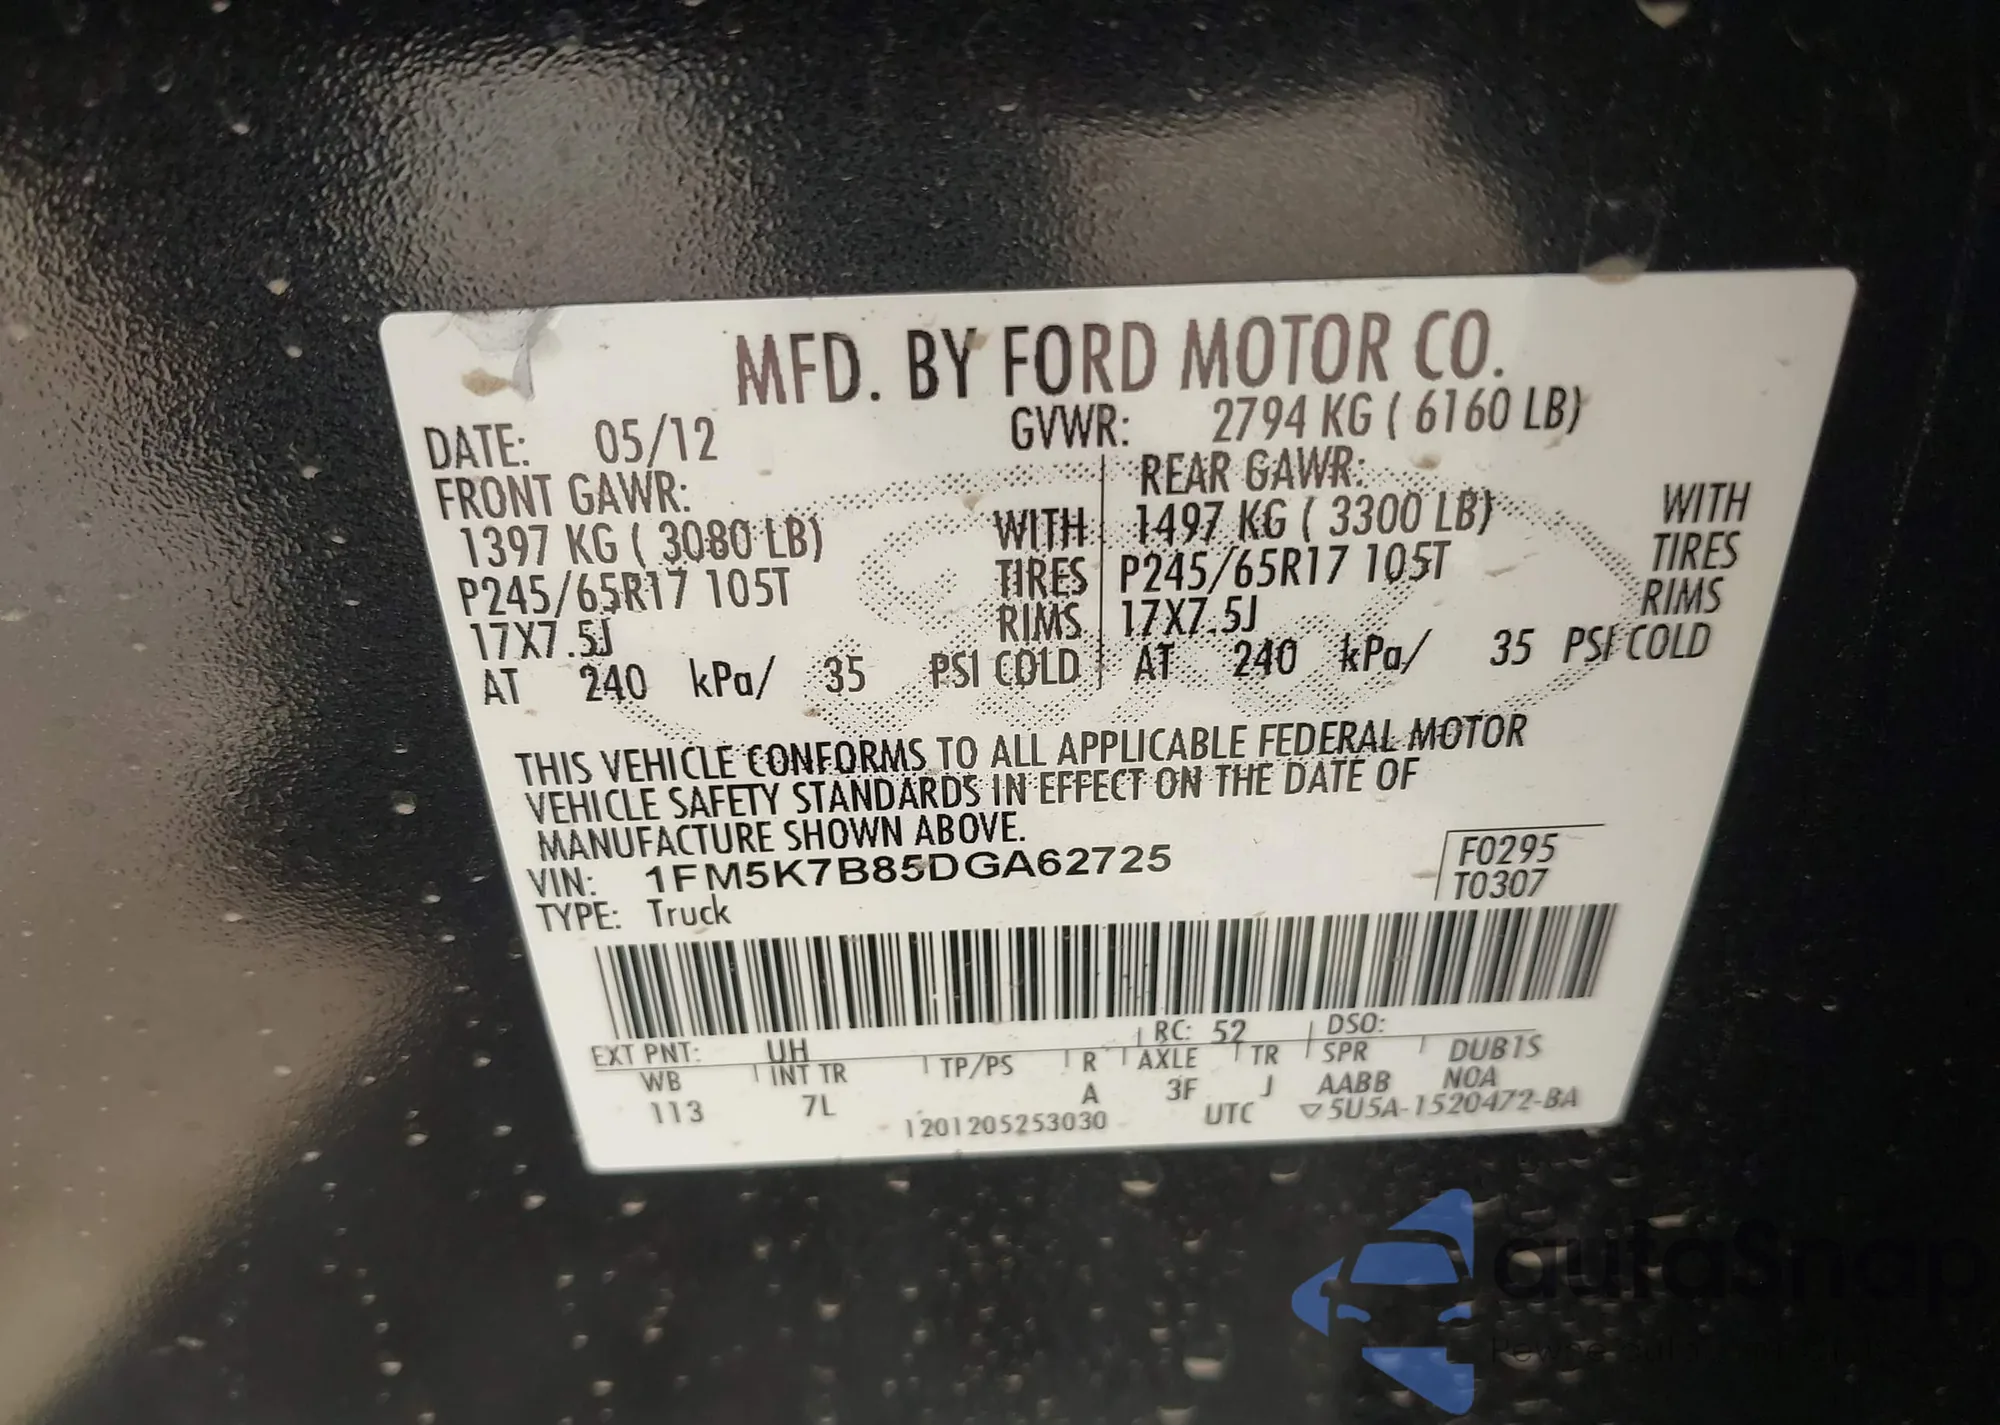 MFD. BY FORD MOTOR CO.
DATE: 05/12 GVWR: 2794 KG ( 6160 LB)
FRONT GAWR: REAR GAWR:
1397 KG ( 3080 LB) WITH 1497 KG ( 3300 LB) WITH
P245/65R17 105T TIRES P245/65R17 105T TIRES
17X7.5J RIMS 17X7.5J RIMS
AT 240 kPa/ 35 PSI COLD AT 240 kPa/ 35 PSI COLD
THIS VEHICLE CONFORMS TO ALL APPLICABLE FEDERAL MOTOR
VEHICLE SAFETY STANDARDS IN EFFECT ON THE DATE OF
MANUFACTURE SHOWN ABOVE.
VIN: 1FM5K7B85DGA62725 F0295
TYPE: Truck T0307
EXT PNT: UH RC: 52 DSO:
WB INT TR TP/PS R AXLE TR SPR DUB1S
113 7L A 3F J AABB N0A
1201205253030 UTC ▽5U5A-1520472-BA
autoSnap